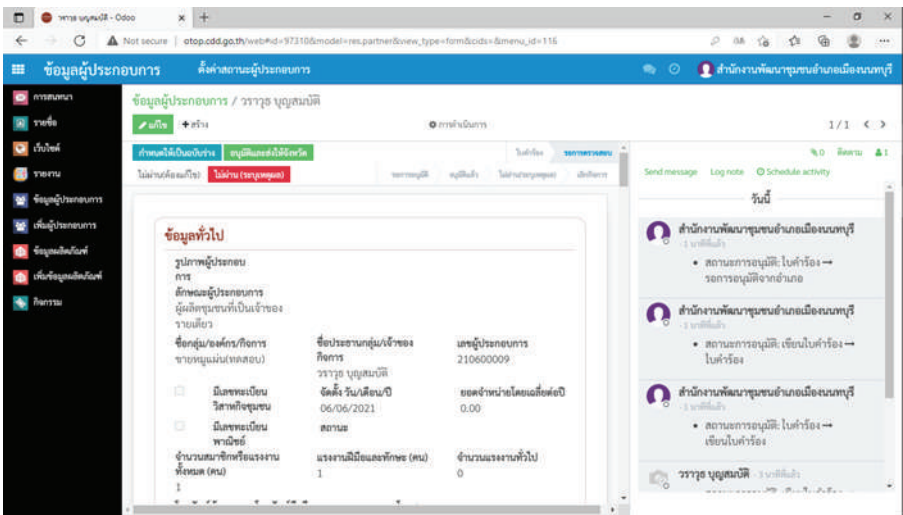 วราวุธ บุญสมบัติ - Odoo
Not secure | otop.cdd.go.th/web#id=97310&model=res.partner&view_type=form&cids=&menu_id=116
ข้อมูลผู้ประกอบการ ตั้งค่าสถานะผู้ประกอบการ สำนักงานพัฒนาชุมชนอำเภอเมืองนนทบุรี
การสนทนา
รายชื่อ
เว็บไซต์
รายงาน
ข้อมูลผู้ประกอบการ
เพิ่มผู้ประกอบการ
ข้อมูลผลิตภัณฑ์
เพิ่มข้อมูลผลิตภัณฑ์
กิจกรรม
ข้อมูลผู้ประกอบการ / วราวุธ บุญสมบัติ
แก้ไข +สร้าง การดำเนินการ 1/1
กำหนดให้เป็นฉบับร่าง อนุมัติและส่งให้จังหวัด ใบคำร้อง รอการตรวจสอบ
ไม่ผ่าน(ต้องแก้ไข) ไม่ผ่าน (ระบุเหตุผล) รอการอนุมัติ อนุมัติแล้ว ไม่ผ่าน(ระบุเหตุผล) เลิกกิจการ
ข้อมูลทั่วไป
รูปภาพผู้ประกอบ
การ
ลักษณะผู้ประกอบการ
ผู้ผลิตชุมชนที่เป็นเจ้าของ
รายเดียว
ชื่อกลุ่ม/องค์กร/กิจการ ชื่อประธานกลุ่ม/เจ้าของ เลขผู้ประกอบการ
กิจการ
ขายหมูแผ่น(ทดสอบ) 210600009
วราวุธ บุญสมบัติ
มีเลขทะเบียน จัดตั้ง วัน/เดือน/ปี ยอดจำหน่ายโดยเฉลี่ยต่อปี
วิสาหกิจชุมชน 06/06/2021 0.00
มีเลขทะเบียน สถานะ
พาณิชย์
จำนวนสมาชิกหรือแรงงาน แรงงานฝีมือและทักษะ (คน) จำนวนแรงงานทั่วไป
ทั้งหมด (คน) 1 0
1
0 ติดตาม 1
Send message Log note Schedule activity
วันนี้
สำนักงานพัฒนาชุมชนอำเภอเมืองนนทบุรี
- 1 นาทีที่แล้ว
• สถานะการอนุมัติ: ใบคำร้อง →
รอการอนุมัติจากอำเภอ
สำนักงานพัฒนาชุมชนอำเภอเมืองนนทบุรี
- 1 นาทีที่แล้ว
• สถานะการอนุมัติ: เขียนใบคำร้อง →
ใบคำร้อง
สำนักงานพัฒนาชุมชนอำเภอเมืองนนทบุรี
- 1 นาทีที่แล้ว
• สถานะการอนุมัติ: ใบคำร้อง →
เขียนใบคำร้อง
วราวุธ บุญสมบัติ - 3 นาทีที่แล้ว